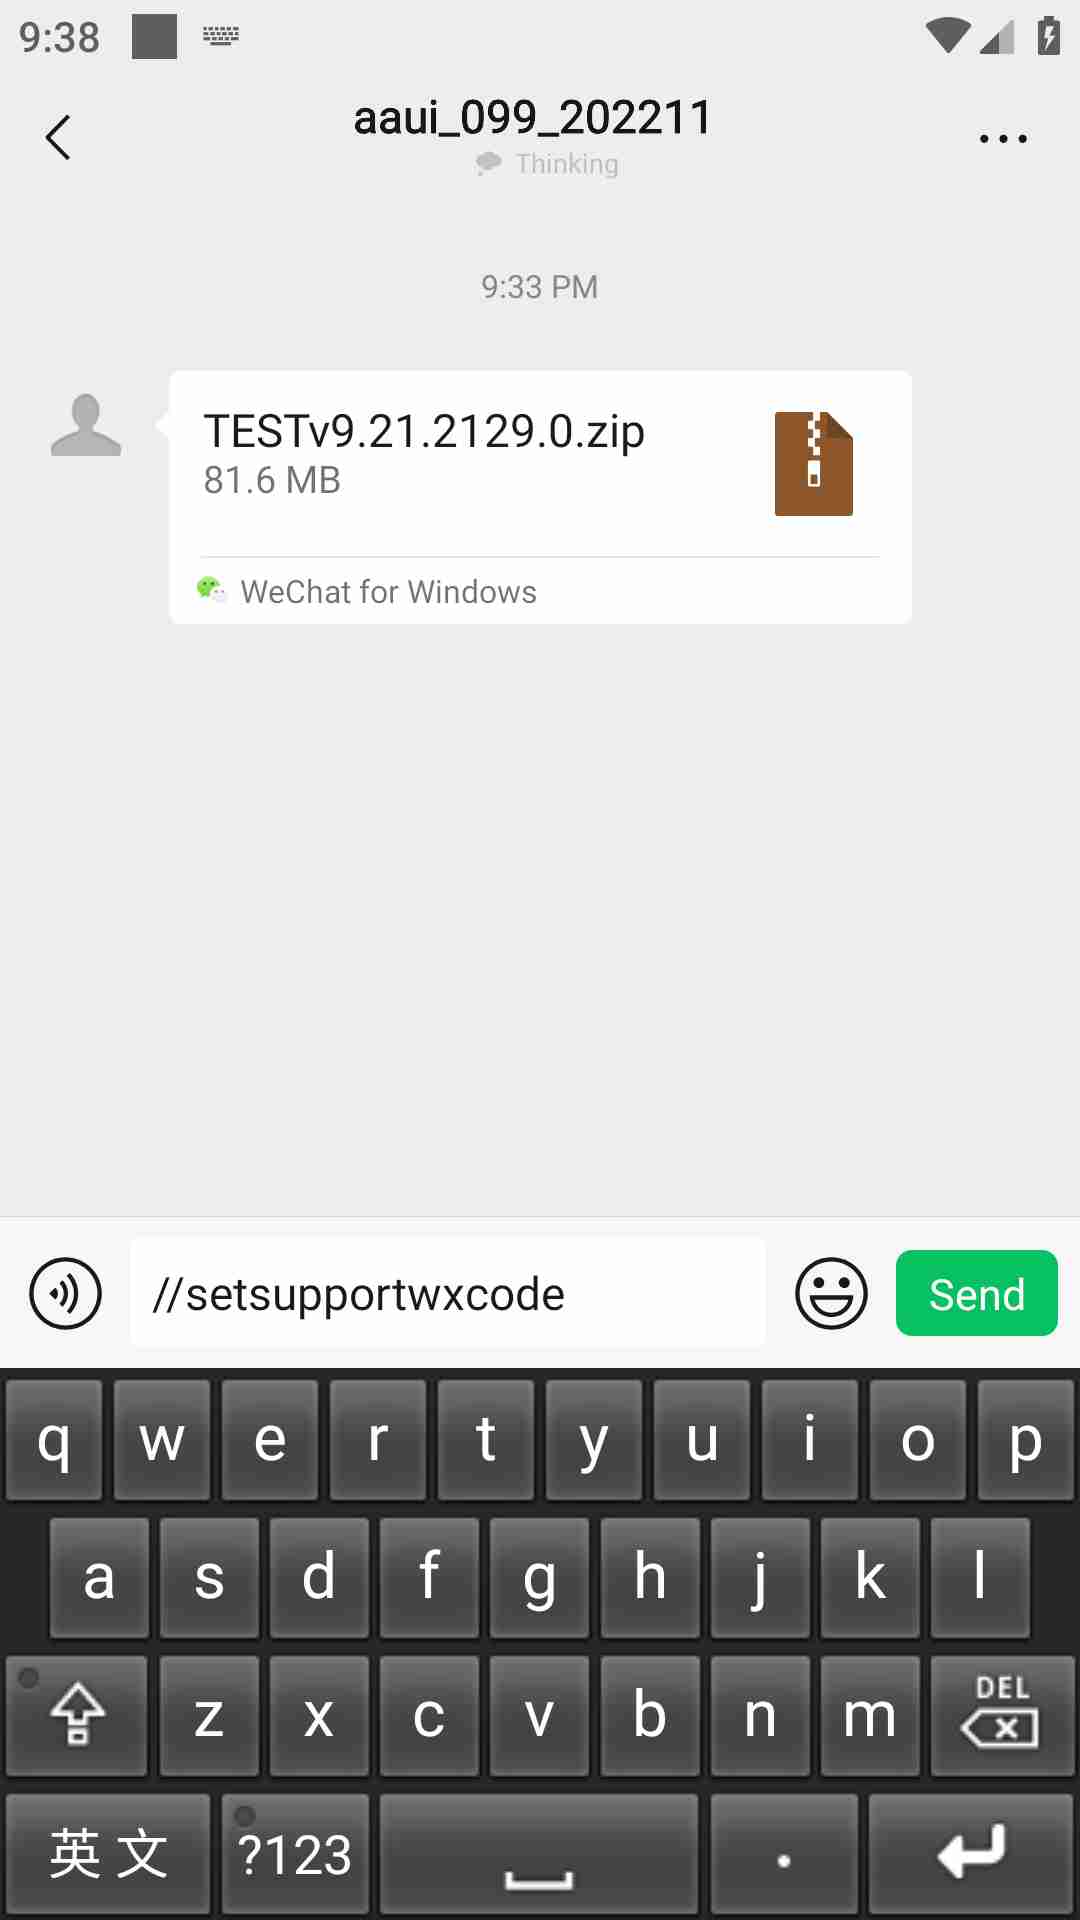 9:38
aaui_099_202211
Thinking
9:33 PM
TESTv9.21.2129.0.zip
81.6 MB
WeChat for Windows
//setsupportwxcode
Send
q w e r t y u i o p
a s d f g h j k l
z x c v b n m DEL
英文 ?123 .